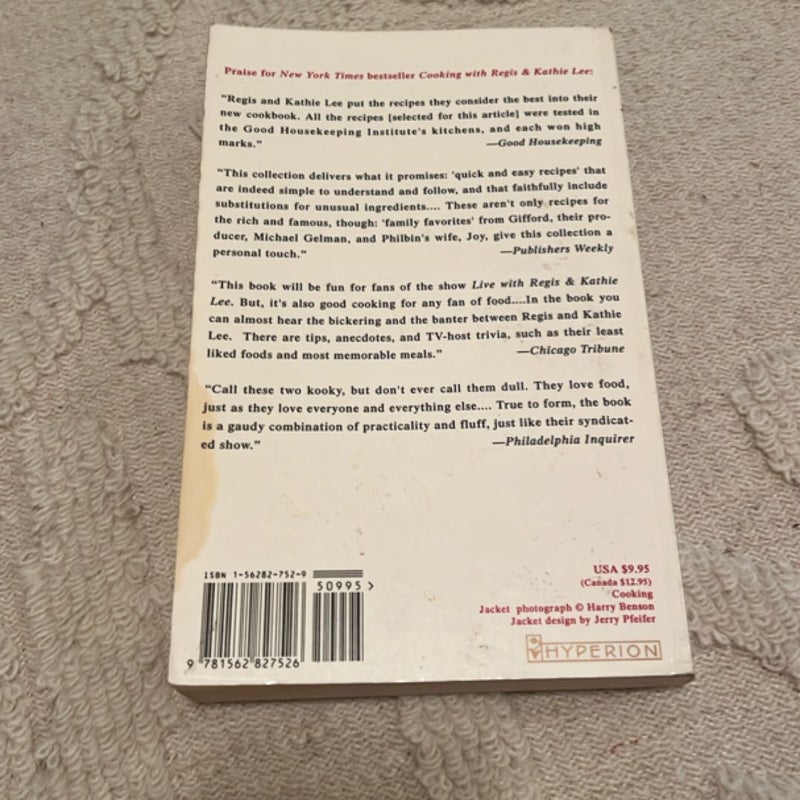 Praise for New York Times bestseller Cooking with Regis & Kathie Lee:
"Regis and Kathie Lee put the recipes they consider the best into their
new cookbook. All the recipes [selected for this article] were tested in
the Good Housekeeping Institute's kitchens, and each won high
marks." —Good Housekeeping
"This collection delivers what it promises: 'quick and easy recipes' that
are indeed simple to understand and follow, and that faithfully include
substitutions for unusual ingredients.... These aren't only recipes for
the rich and famous, though: 'family favorites' from Gifford, their pro-
ducer, Michael Gelman, and Philbin's wife, Joy, give this collection a
personal touch." —Publishers Weekly
"This book will be fun for fans of the show Live with Regis & Kathie
Lee. But, it's also good cooking for any fan of food....In the book you
can almost hear the bickering and the banter between Regis and Kathie
Lee. There are tips, anecdotes, and TV-host trivia, such as their least
liked foods and most memorable meals." —Chicago Tribune
"Call these two kooky, but don't ever call them dull. They love food,
just as they love everyone and everything else.... True to form, the book
is a gaudy combination of practicality and fluff, just like their syndicat-
ed show." —Philadelphia Inquirer
ISBN 1-56282-752-9
50995>
9 781562 827526
USA $9.95
(Canada $12.95)
Cooking
Jacket photograph © Harry Benson
Jacket design by Jerry Pfeifer
HYPERION